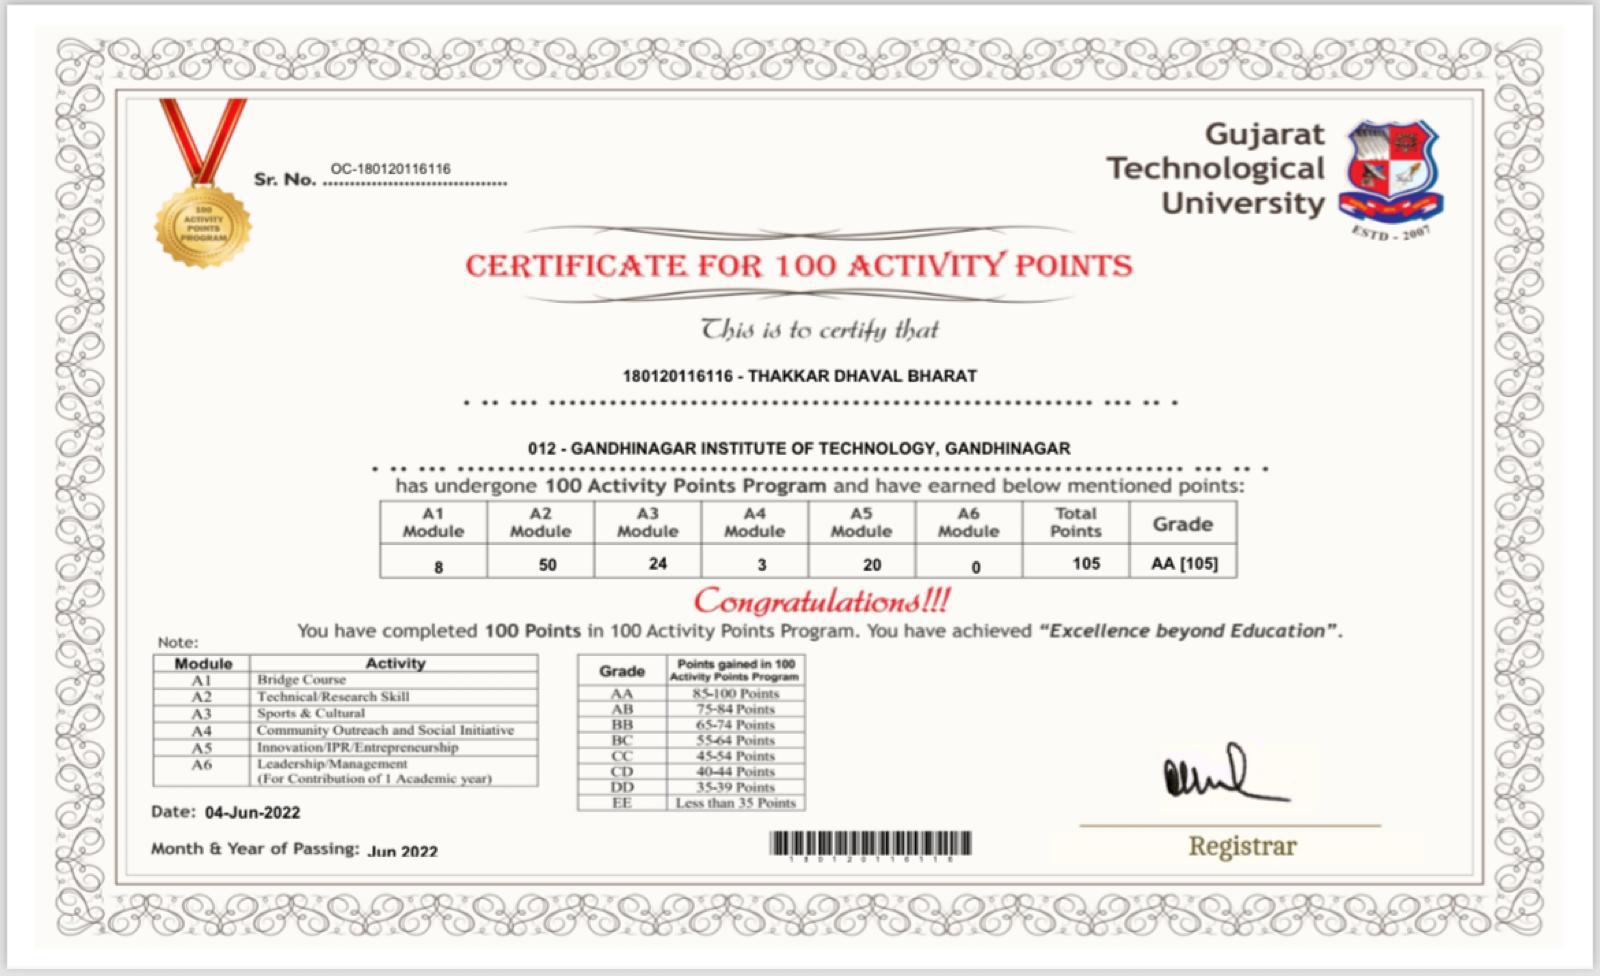 Gujarat
Technological
University
ESTD - 2007
Sr. No. OC-180120116116
100
ACTIVITY
POINTS
PROGRAM
CERTIFICATE FOR 100 ACTIVITY POINTS
This is to certify that
180120116116 - THAKKAR DHAVAL BHARAT
012 - GANDHINAGAR INSTITUTE OF TECHNOLOGY, GANDHINAGAR
has undergone 100 Activity Points Program and have earned below mentioned points:
A1 Module A2 Module A3 Module A4 Module A5 Module A6 Module Total Points Grade
8 50 24 3 20 0 105 AA [105]
Congratulations!!!
You have completed 100 Points in 100 Activity Points Program. You have achieved “Excellence beyond Education”.
Note:
Module Activity
A1 Bridge Course
A2 Technical/Research Skill
A3 Sports & Cultural
A4 Community Outreach and Social Initiative
A5 Innovation/IPR/Entrepreneurship
A6 Leadership/Management
(For Contribution of 1 Academic year)
Grade Points gained in 100 Activity Points Program
AA 85-100 Points
AB 75-84 Points
BB 65-74 Points
BC 55-64 Points
CC 45-54 Points
CD 40-44 Points
DD 35-39 Points
EE Less than 35 Points
Date: 04-Jun-2022
Month & Year of Passing: Jun 2022
180120116116
Registrar